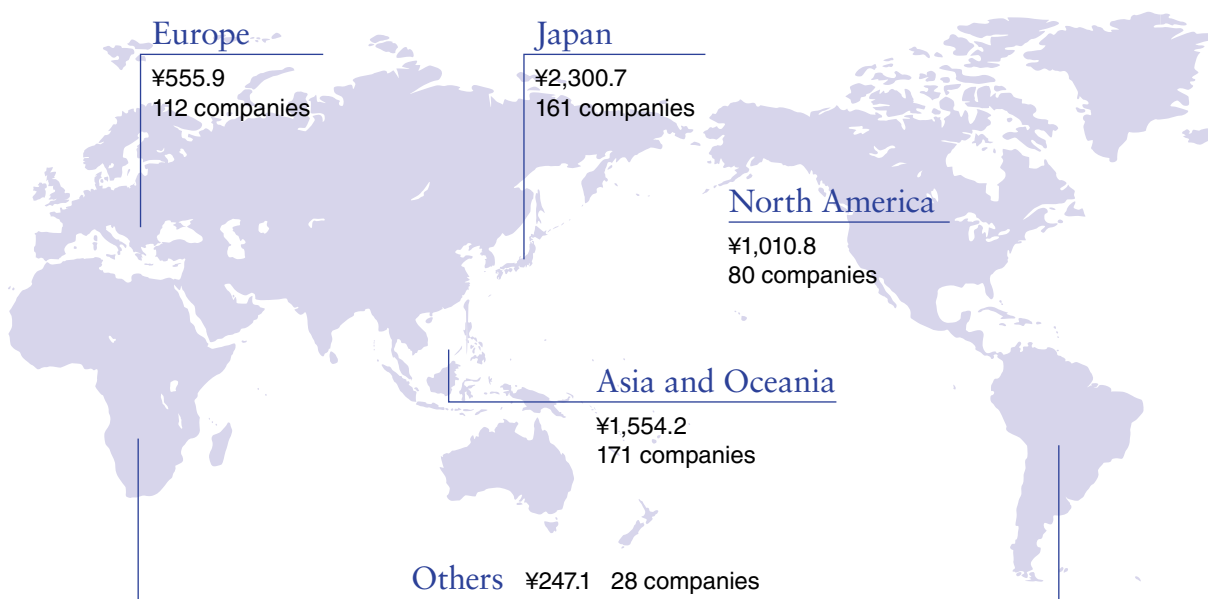 Europe
¥555.9
112 companies
Japan
¥2,300.7
161 companies
North America
¥1,010.8
80 companies
Asia and Oceania
¥1,554.2
171 companies
Others ¥247.1 28 companies